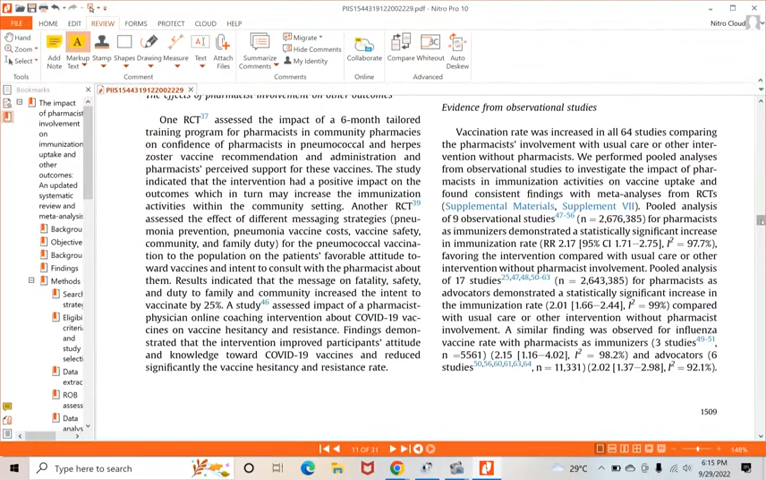 PIIS1544319122002229.pdf - Nitro Pro 10
FILE HOME EDIT REVIEW FORMS PROTECT CLOUD HELP
Nitro Cloud
Hand
Zoom
Select
Tools
Add Note
Markup Text
Stamp
Shapes
Drawing
Measure
Text
Attach Files
Comment
Summarize Comments
Migrate
Hide Comments
My Identity
Comments
Collaborate
Online
Compare
Whiteout
Auto Deskew
Advanced
Bookmarks
PIIS1544319122002229
The impact
of pharmacist
involvement
on
immunization
uptake and
other
outcomes:
An updated
systematic
review and
meta-analysis
Backgrou
Objective
Backgrou
Findings
Methods
Search
strateg
Eligibi
criteria
and
study
selecti
Data
extrac
ROB
assess
Data
analys
The effects of pharmacist involvement on other outcomes
One RCT37 assessed the impact of a 6-month tailored
training program for pharmacists in community pharmacies
on confidence of pharmacists in pneumococcal and herpes
zoster vaccine recommendation and administration and
pharmacists' perceived support for these vaccines. The study
indicated that the intervention had a positive impact on the
outcomes which in turn may increase the immunization
activities within the community setting. Another RCT39
assessed the effect of different messaging strategies (pneu-
monia prevention, pneumonia vaccine costs, vaccine safety,
community, and family duty) for the pneumococcal vaccina-
tion to the population on the patients' favorable attitude to-
ward vaccines and intent to consult with the pharmacist about
them. Results indicated that the message on fatality, safety,
and duty to family and community increased the intent to
vaccinate by 25%. A study46 assessed impact of a pharmacist-
physician online coaching intervention about COVID-19 vac-
cines on vaccine hesitancy and resistance. Findings demon-
strated that the intervention improved participants' attitude
and knowledge toward COVID-19 vaccines and reduced
significantly the vaccine hesitancy and resistance rate.
Evidence from observational studies
Vaccination rate was increased in all 64 studies comparing
the pharmacists' involvement with usual care or other inter-
vention without pharmacists. We performed pooled analyses
from observational studies to investigate the impact of phar-
macists in immunization activities on vaccine uptake and
found consistent findings with meta-analyses from RCTs
(Supplemental Materials, Supplement VII). Pooled analysis
of 9 observational studies47-56 (n = 2,676,385) for pharmacists
as immunizers demonstrated a statistically significant increase
in immunization rate (RR 2.17 [95% CI 1.71–2.75], I2 = 97.7%),
favoring the intervention compared with usual care or other
intervention without pharmacist involvement. Pooled analysis
of 17 studies25,47,48,50-63 (n = 2,643,385) for pharmacists as
advocators demonstrated a statistically significant increase in
the immunization rate (2.01 [1.66–2.44], I2 = 99%) compared
with usual care or other intervention without pharmacist
involvement. A similar finding was observed for influenza
vaccine rate with pharmacists as immunizers (3 studies49-51,
n =5561) (2.15 [1.16–4.02], I2 = 98.2%) and advocators (6
studies50,56,60,61,63,64, n = 11,331) (2.02 [1.37–2.98], I2 = 92.1%).
1509
11 OF 31
148%
Type here to search
29°C
6:15 PM
9/29/2022